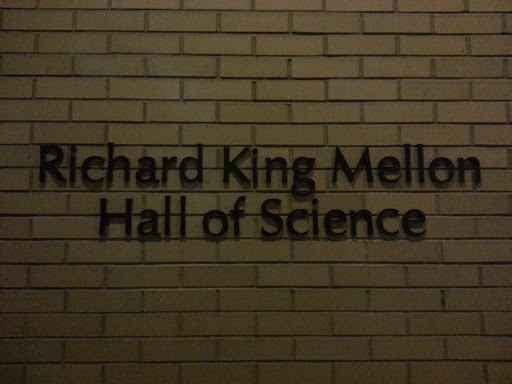 Richard King Mellon
Hall of Science